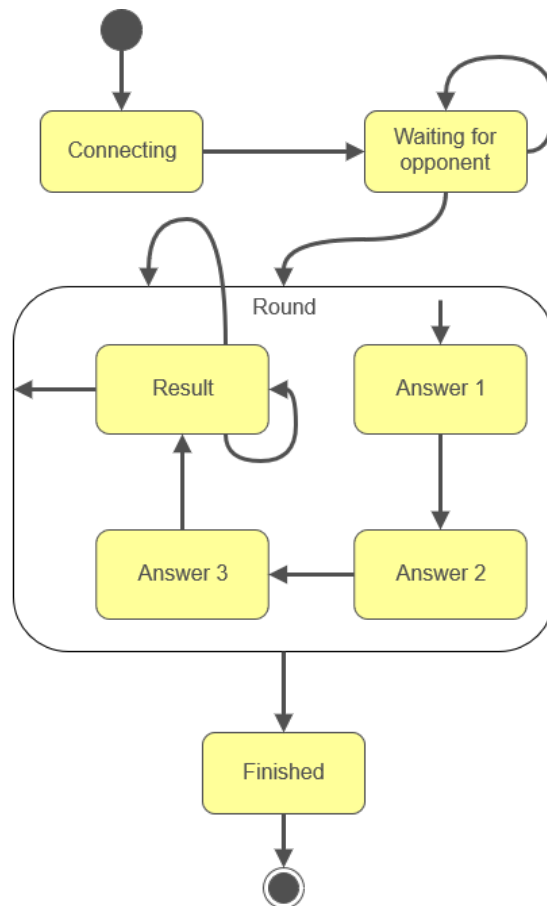 Connecting
Waiting for
opponent
Round
Result
Answer 1
Answer 3
Answer 2
Finished